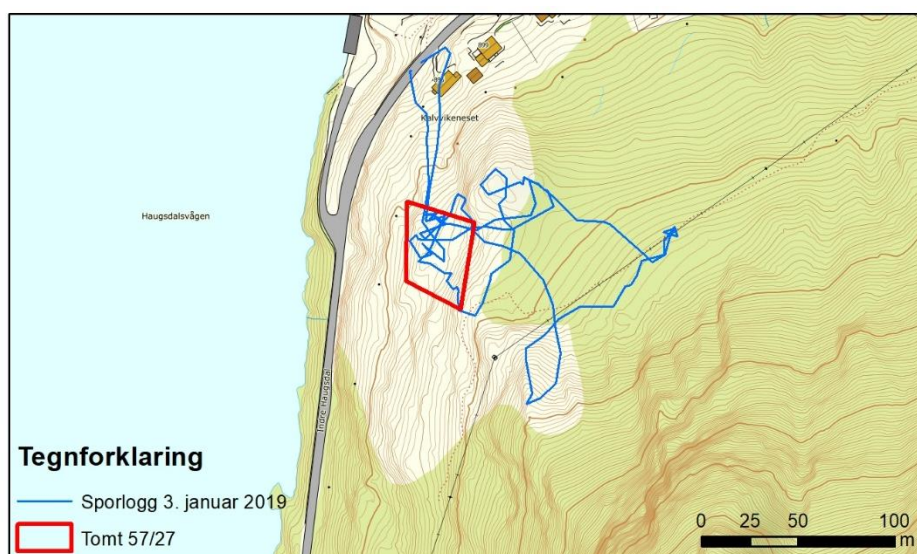 Kalvvikeneset
Haugsdalsvågen
Indre Haugsdal
Tegnforklaring
Sporlogg 3. januar 2019
Tomt 57/27
0 25 50 100
m